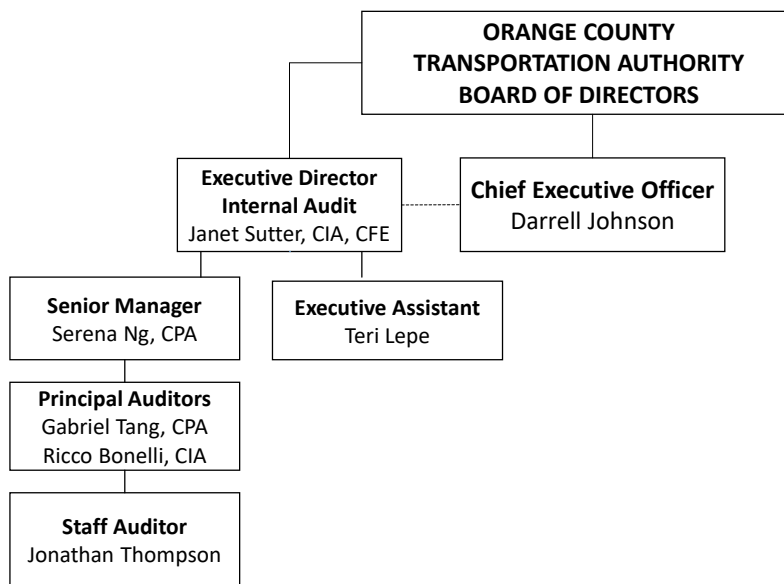 ORANGE COUNTY
TRANSPORTATION AUTHORITY
BOARD OF DIRECTORS
Executive Director
Internal Audit
Janet Sutter, CIA, CFE
Chief Executive Officer
Darrell Johnson
Senior Manager
Serena Ng, CPA
Executive Assistant
Teri Lepe
Principal Auditors
Gabriel Tang, CPA
Ricco Bonelli, CIA
Staff Auditor
Jonathan Thompson